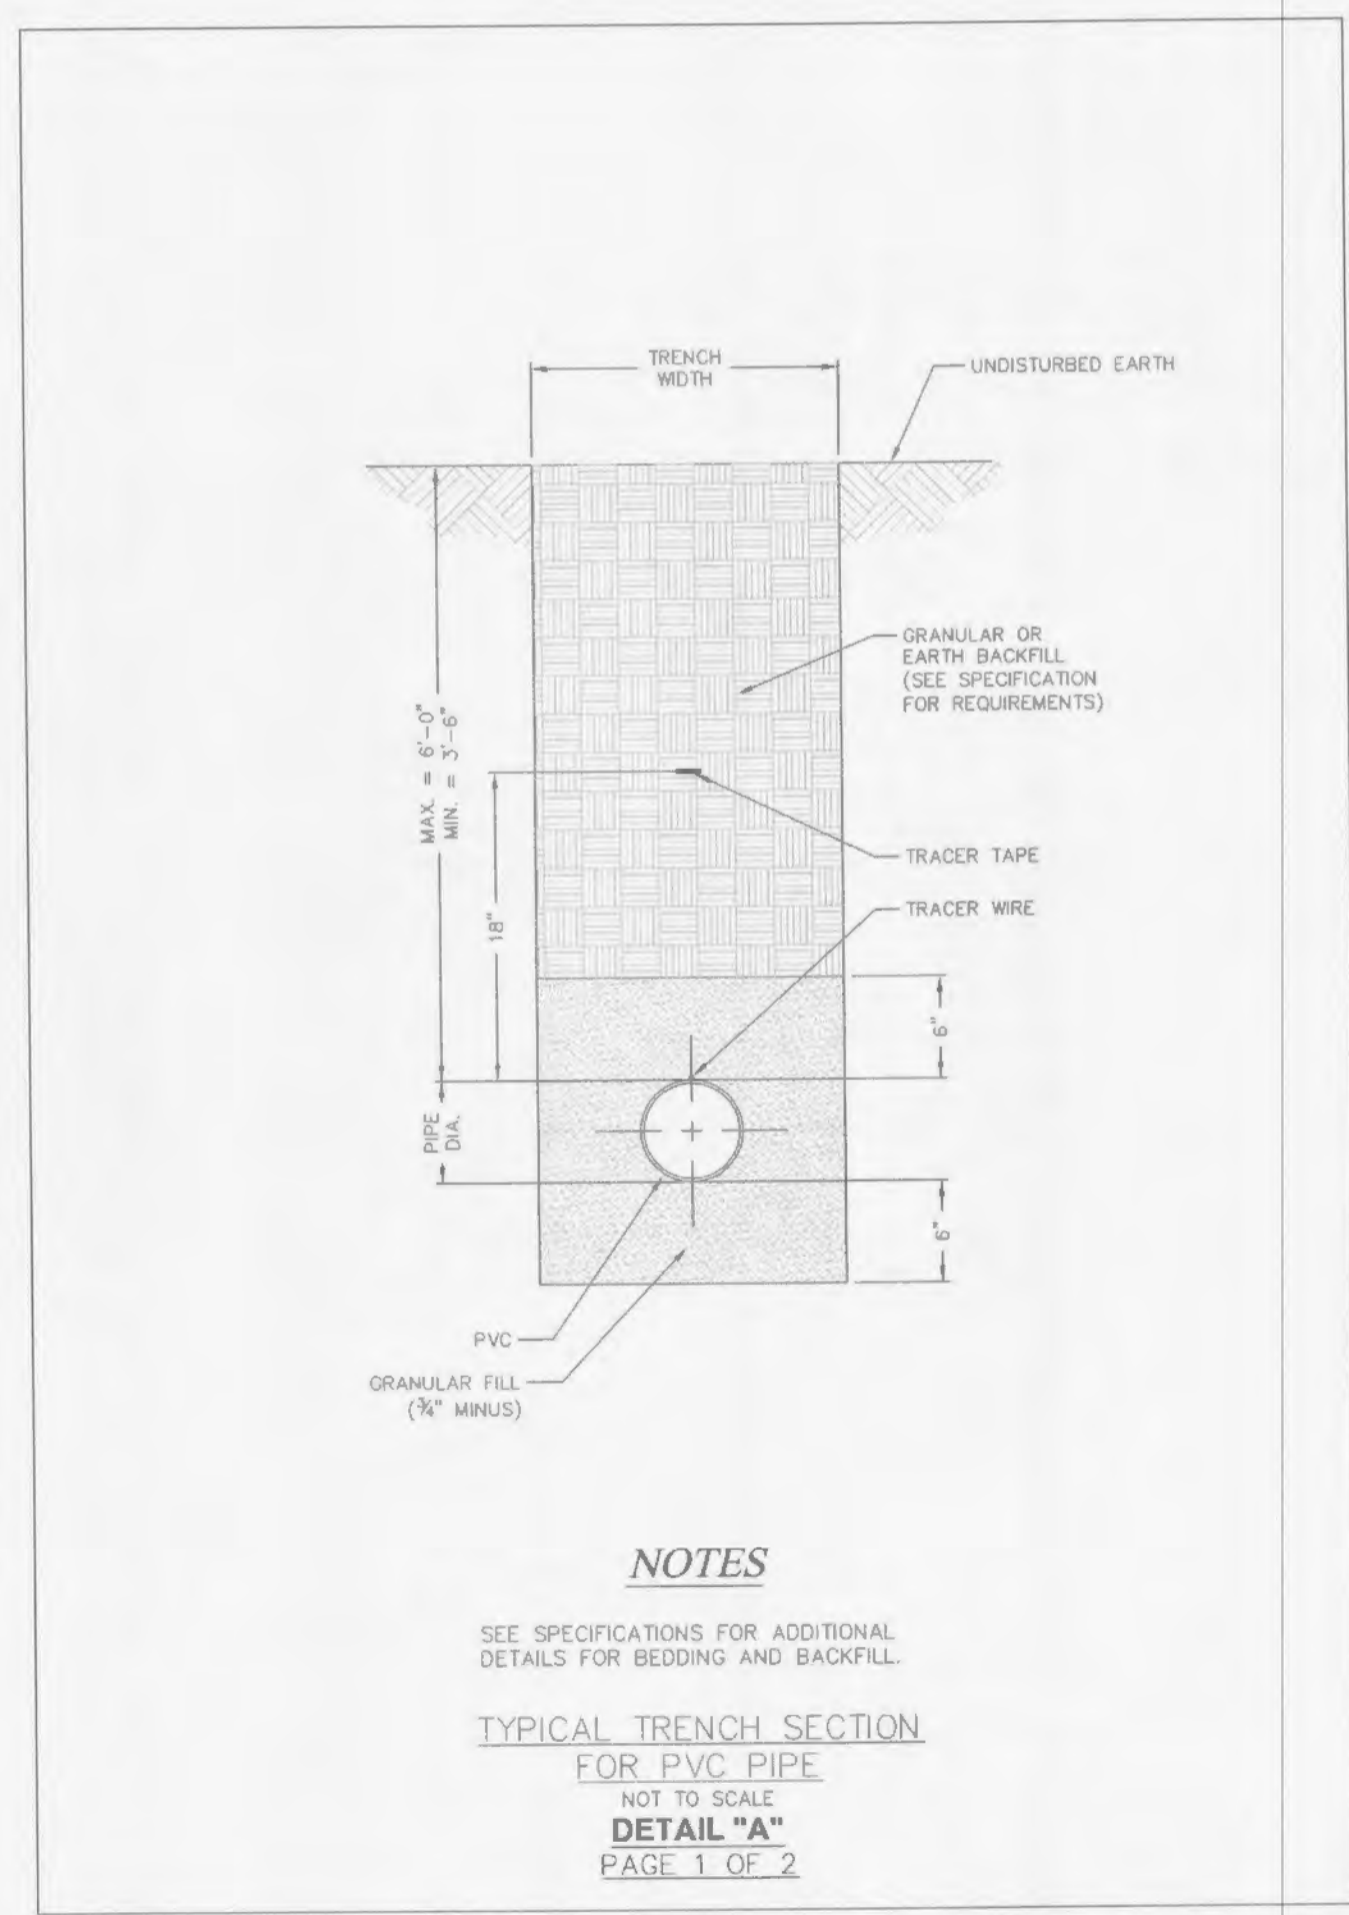 TRENCH
WIDTH
UNDISTURBED EARTH
GRANULAR OR
EARTH BACKFILL
(SEE SPECIFICATION
FOR REQUIREMENTS)
MAX. = 6'-0"
MIN. = 3'-6"
18"
TRACER TAPE
TRACER WIRE
6"
PIPE
DIA.
6"
PVC
GRANULAR FILL
(¾" MINUS)
NOTES
SEE SPECIFICATIONS FOR ADDITIONAL
DETAILS FOR BEDDING AND BACKFILL.
TYPICAL TRENCH SECTION
FOR PVC PIPE
NOT TO SCALE
DETAIL "A"
PAGE 1 OF 2